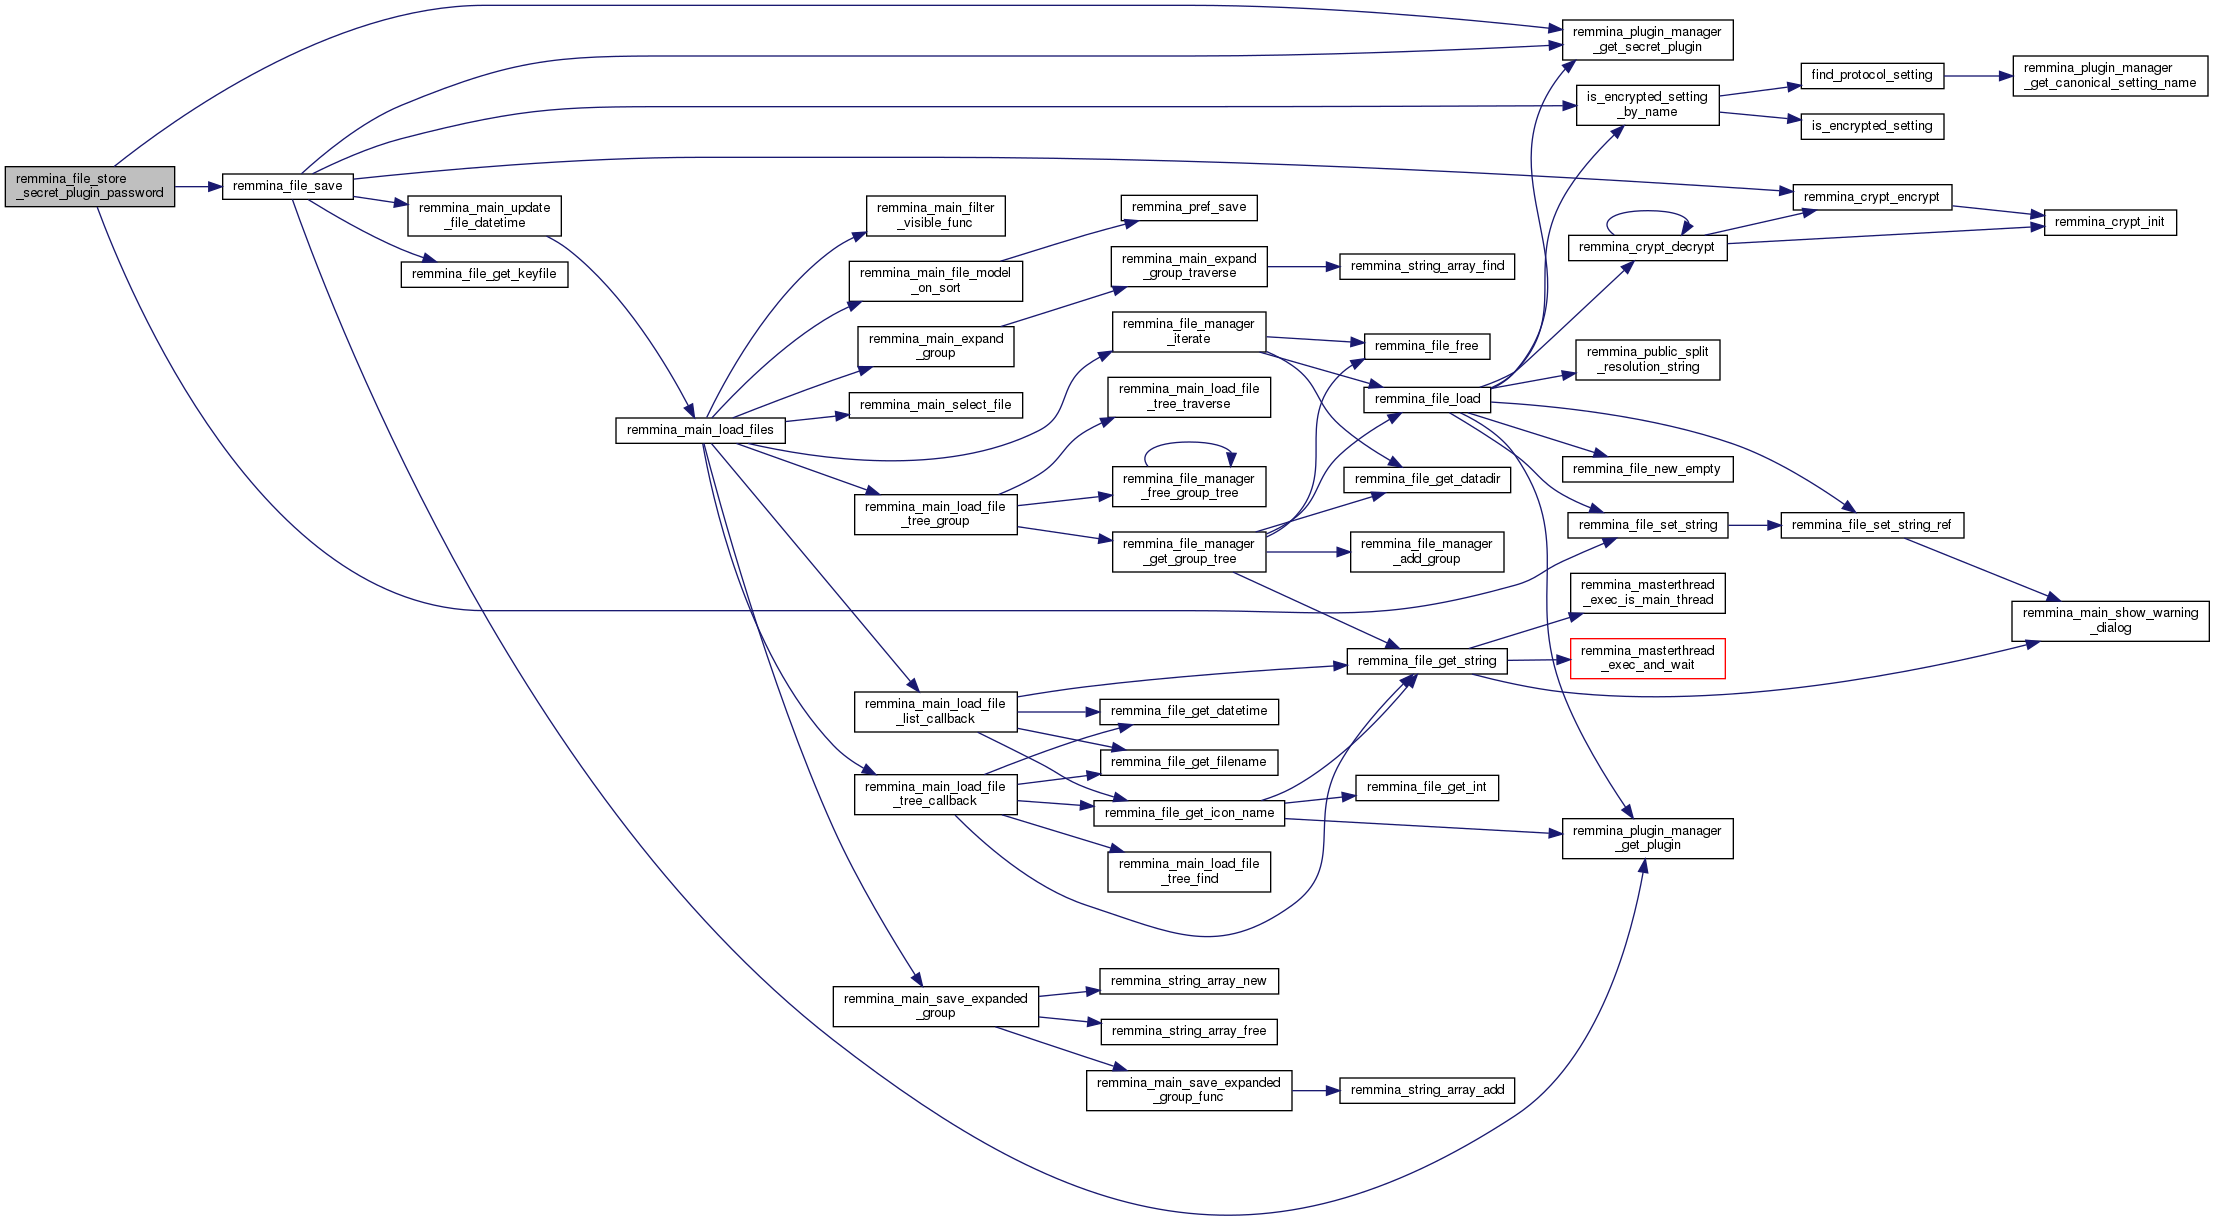 remmina_file_store
_secret_plugin_password
remmina_file_save
remmina_main_update
_file_datetime
remmina_file_get_keyfile
remmina_main_load_files
remmina_main_filter
_visible_func
remmina_main_file_model
_on_sort
remmina_main_expand
_group
remmina_main_select_file
remmina_main_load_file
_tree_group
remmina_main_load_file
_list_callback
remmina_main_load_file
_tree_callback
remmina_main_save_expanded
_group
remmina_pref_save
remmina_main_expand
_group_traverse
remmina_file_manager
_iterate
remmina_main_load_file
_tree_traverse
remmina_file_manager
_free_group_tree
remmina_file_manager
_get_group_tree
remmina_file_get_datetime
remmina_file_get_filename
remmina_file_get_icon_name
remmina_main_load_file
_tree_find
remmina_string_array_new
remmina_string_array_free
remmina_main_save_expanded
_group_func
remmina_string_array_find
remmina_file_free
remmina_file_load
remmina_file_get_datadir
remmina_file_manager
_add_group
remmina_file_get_string
remmina_file_get_int
remmina_string_array_add
remmina_plugin_manager
_get_secret_plugin
is_encrypted_setting
_by_name
remmina_crypt_decrypt
remmina_public_split
_resolution_string
remmina_file_new_empty
remmina_file_set_string
remmina_masterthread
_exec_is_main_thread
remmina_masterthread
_exec_and_wait
remmina_plugin_manager
_get_plugin
find_protocol_setting
is_encrypted_setting
remmina_crypt_encrypt
remmina_file_set_string_ref
remmina_plugin_manager
_get_canonical_setting_name
remmina_crypt_init
remmina_main_show_warning
_dialog